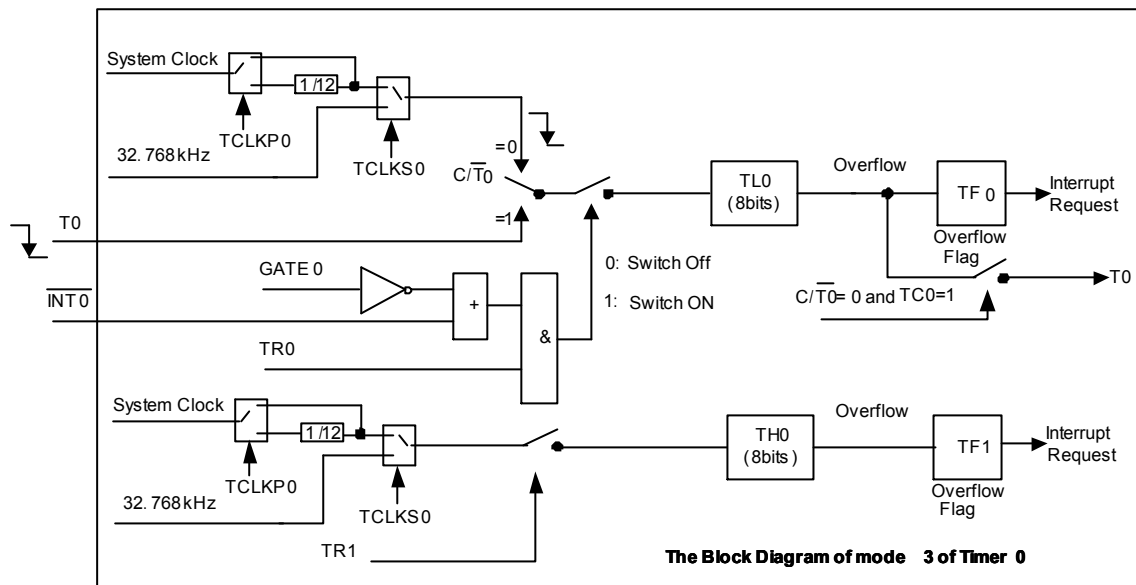 System Clock
1/12
TCLKP0
32.768kHz
TCLKS0
=0
C/T0
=1
T0
GATE0
INT0
+
&
TR0
0: Switch Off
1: Switch ON
TL0
(8bits)
Overflow
TF 0
Interrupt
Request
Overflow
Flag
C/T0= 0 and TC0=1
T0
System Clock
1/12
TCLKP0
32.768kHz
TCLKS0
TR1
TH0
(8bits)
Overflow
TF1
Interrupt
Request
Overflow
Flag
The Block Diagram of mode 3 of Timer 0